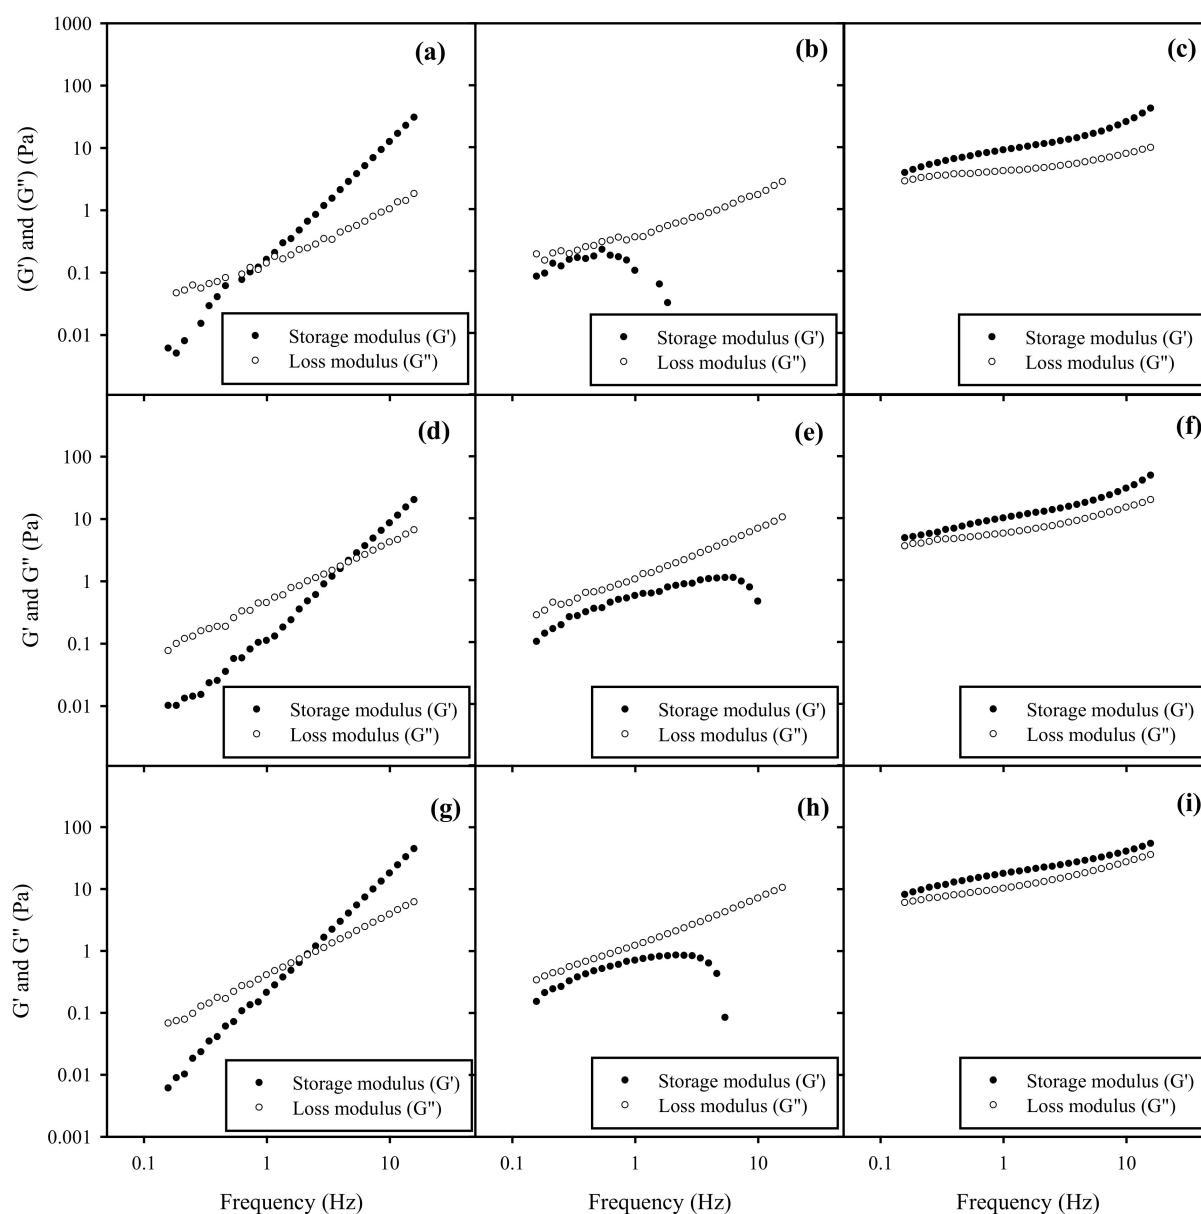 1000
(a)
(b)
(c)
100
10
(G') and (G") (Pa)
1
0.1
0.01
Storage modulus (G')
Loss modulus (G")
Storage modulus (G')
Loss modulus (G")
Storage modulus (G')
Loss modulus (G")
(d)
(e)
(f)
100
10
G' and G" (Pa)
1
0.1
0.01
Storage modulus (G')
Loss modulus (G")
Storage modulus (G')
Loss modulus (G")
Storage modulus (G')
Loss modulus (G")
(g)
(h)
(i)
100
10
G' and G" (Pa)
1
0.1
0.01
0.001
Storage modulus (G')
Loss modulus (G")
Storage modulus (G')
Loss modulus (G")
Storage modulus (G')
Loss modulus (G")
0.1 1 10
0.1 1 10
0.1 1 10
Frequency (Hz)
Frequency (Hz)
Frequency (Hz)